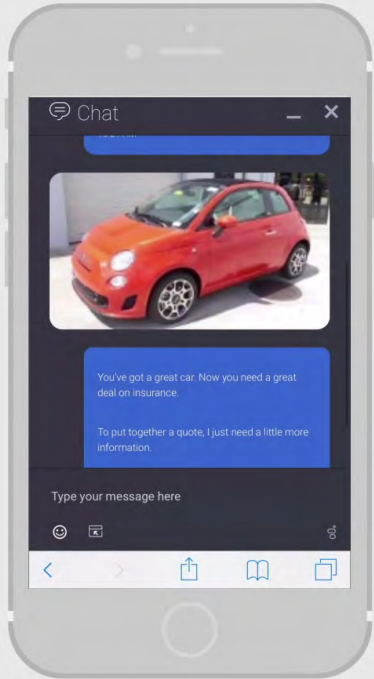 Chat
You've got a great car. Now you need a great
deal on insurance.
To put together a quote, I just need a little more
information.
Type your message here